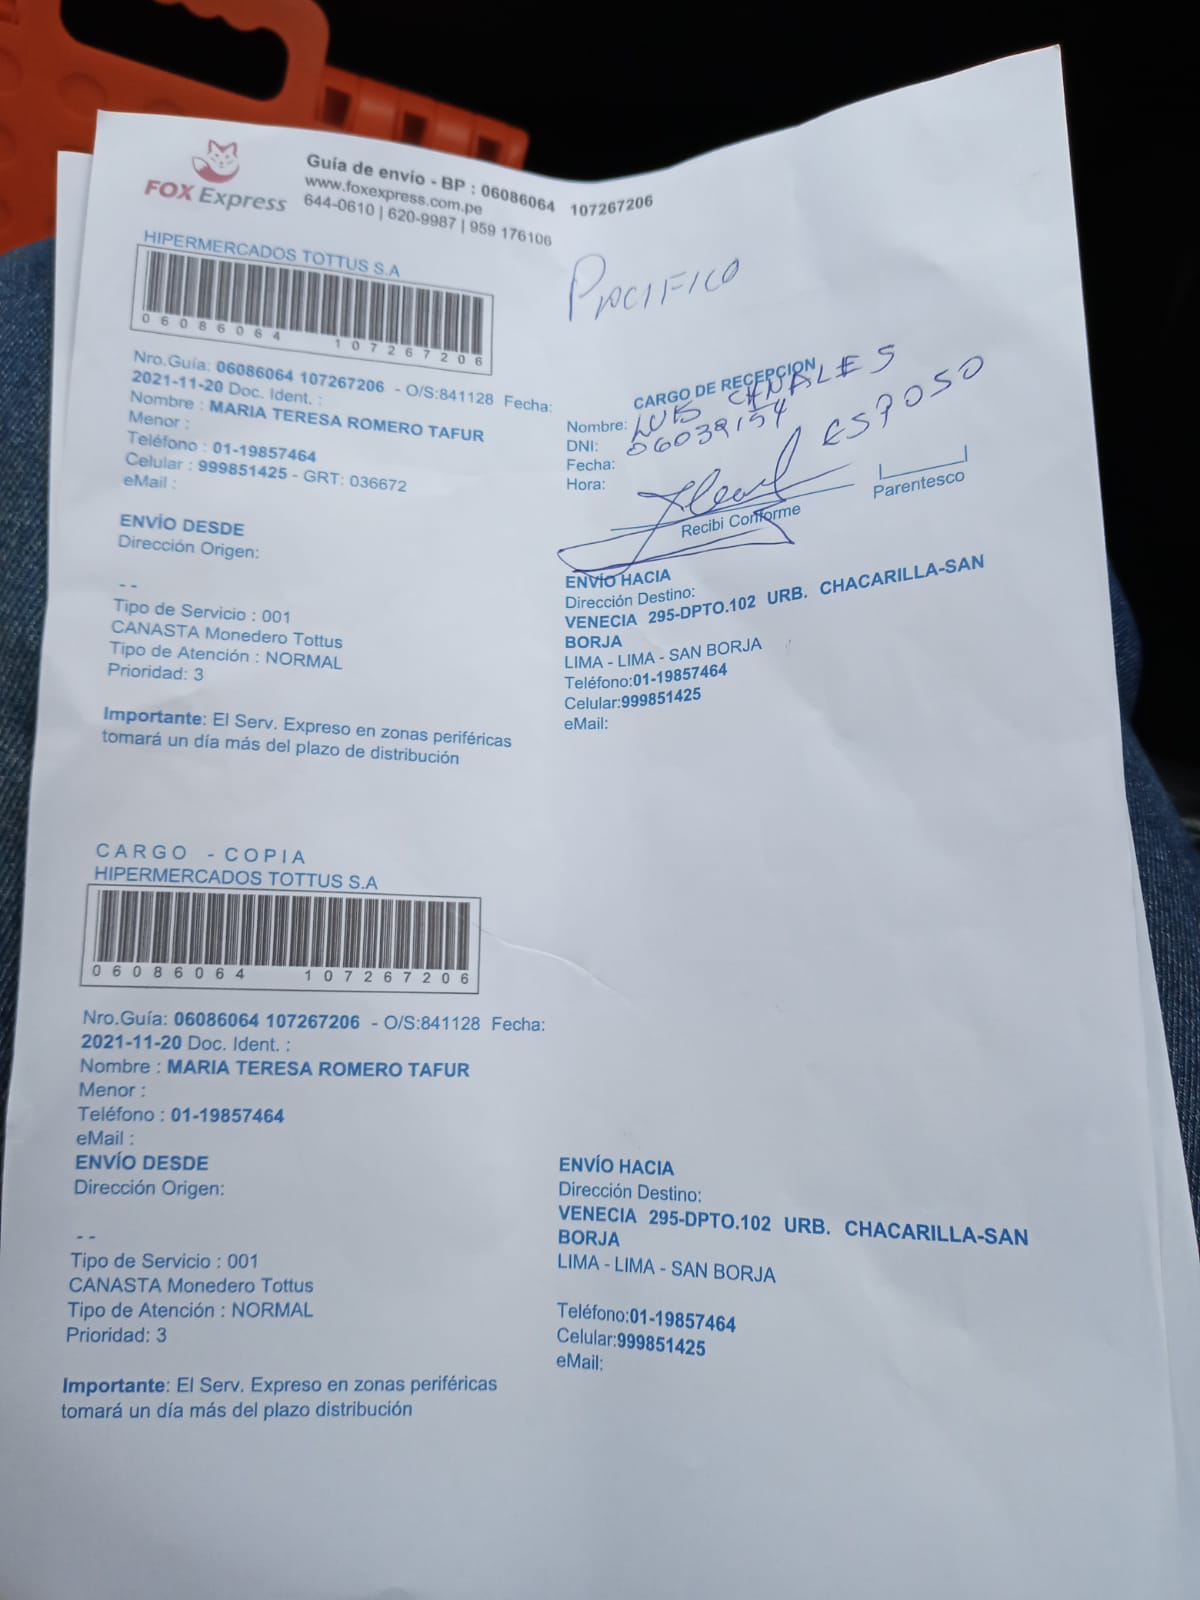 FOX Express
Guía de envío - BP : 06086064 107267206
www.foxexpress.com.pe
644-0610 | 620-9987 | 959 176106
HIPERMERCADOS TOTTUS S.A
06086064 107267206
Nro.Guía: 06086064 107267206 - O/S:841128 Fecha:
2021-11-20 Doc. Ident. :
Nombre : MARIA TERESA ROMERO TAFUR
Menor :
Teléfono : 01-19857464
Celular : 999851425 - GRT: 036672
eMail :
ENVÍO DESDE
Dirección Origen:
- -
Tipo de Servicio : 001
CANASTA Monedero Tottus
Tipo de Atención : NORMAL
Prioridad: 3
Importante: El Serv. Expreso en zonas periféricas
tomará un día más del plazo de distribución
PACIFICO
CARGO DE RECEPCION
Nombre: LUIS CANALES
DNI: 06039154
ESPOSO
Fecha:
Hora:
Recibi Conforme
Parentesco
ENVÍO HACIA
Dirección Destino:
VENECIA 295-DPTO.102 URB. CHACARILLA-SAN
BORJA
LIMA - LIMA - SAN BORJA
Teléfono:01-19857464
Celular:999851425
eMail:
CARGO - COPIA
HIPERMERCADOS TOTTUS S.A
06086064 107267206
Nro.Guía: 06086064 107267206 - O/S:841128 Fecha:
2021-11-20 Doc. Ident. :
Nombre : MARIA TERESA ROMERO TAFUR
Menor :
Teléfono : 01-19857464
eMail :
ENVÍO DESDE
Dirección Origen:
- -
Tipo de Servicio : 001
CANASTA Monedero Tottus
Tipo de Atención : NORMAL
Prioridad: 3
Importante: El Serv. Expreso en zonas periféricas
tomará un día más del plazo distribución
ENVÍO HACIA
Dirección Destino:
VENECIA 295-DPTO.102 URB. CHACARILLA-SAN
BORJA
LIMA - LIMA - SAN BORJA
Teléfono:01-19857464
Celular:999851425
eMail: